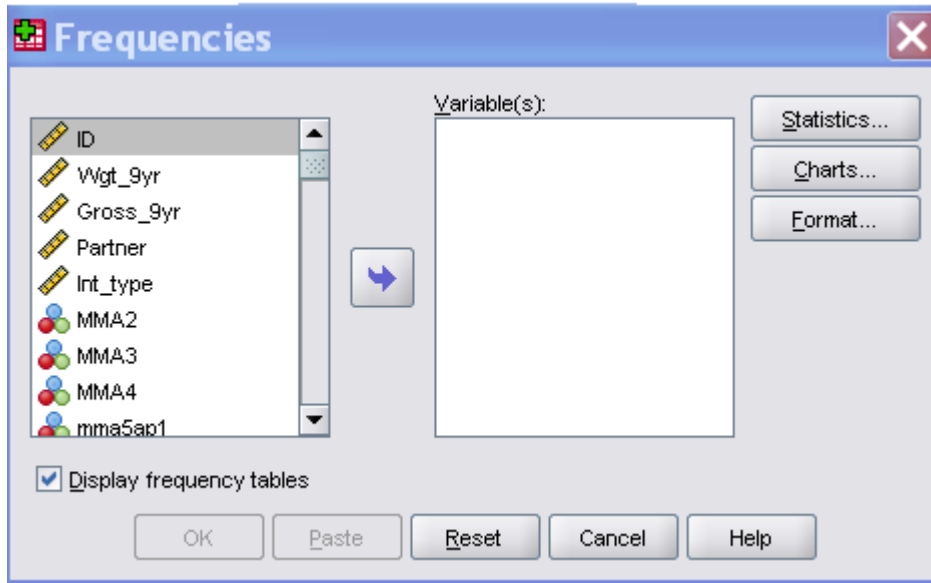 Frequencies
Variable(s):
ID
Wgt_9yr
Gross_9yr
Partner
Int_type
MMA2
MMA3
MMA4
mma5ap1
Statistics...
Charts...
Format...
Display frequency tables
OK Paste Reset Cancel Help